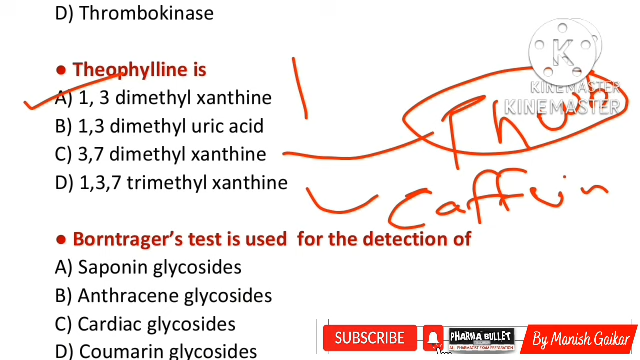 D) Thrombokinase
● Theophylline is
A) 1, 3 dimethyl xanthine
B) 1,3 dimethyl uric acid
C) 3,7 dimethyl xanthine
D) 1,3,7 trimethyl xanthine
Caffein
KINEMASTER
KINEMASTER
● Borntrager's test is used for the detection of
A) Saponin glycosides
B) Anthracene glycosides
C) Cardiac glycosides
D) Coumarin glycosides
SUBSCRIBE
PHARMA BULLET
By Manish Gaikar